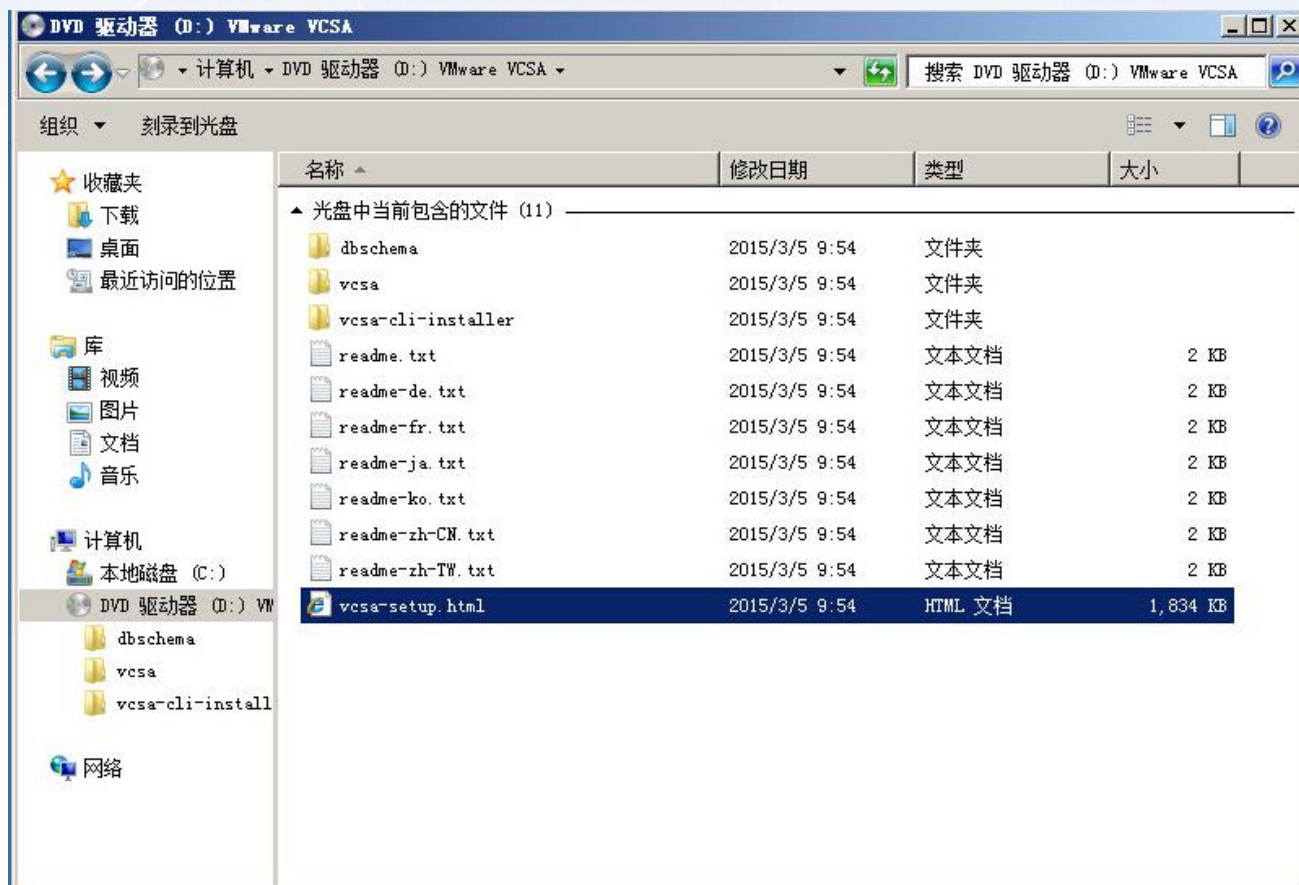 DVD 驱动器 (D:) VMware VCSA
计算机 DVD 驱动器 (D:) VMware VCSA 搜索 DVD 驱动器 (D:) VMware VCSA
组织 刻录到光盘
收藏夹
下载
桌面
最近访问的位置
库
视频
图片
文档
音乐
计算机
本地磁盘 (C:)
DVD 驱动器 (D:) VM
dbschema
vcsa
vcsa-cli-install
网络
名称 修改日期 类型 大小
光盘中当前包含的文件 (11)
dbschema 2015/3/5 9:54 文件夹
vcsa 2015/3/5 9:54 文件夹
vcsa-cli-installer 2015/3/5 9:54 文件夹
readme.txt 2015/3/5 9:54 文本文档 2 KB
readme-de.txt 2015/3/5 9:54 文本文档 2 KB
readme-fr.txt 2015/3/5 9:54 文本文档 2 KB
readme-ja.txt 2015/3/5 9:54 文本文档 2 KB
readme-ko.txt 2015/3/5 9:54 文本文档 2 KB
readme-zh-CN.txt 2015/3/5 9:54 文本文档 2 KB
readme-zh-TW.txt 2015/3/5 9:54 文本文档 2 KB
vcsa-setup.html 2015/3/5 9:54 HTML 文档 1,834 KB